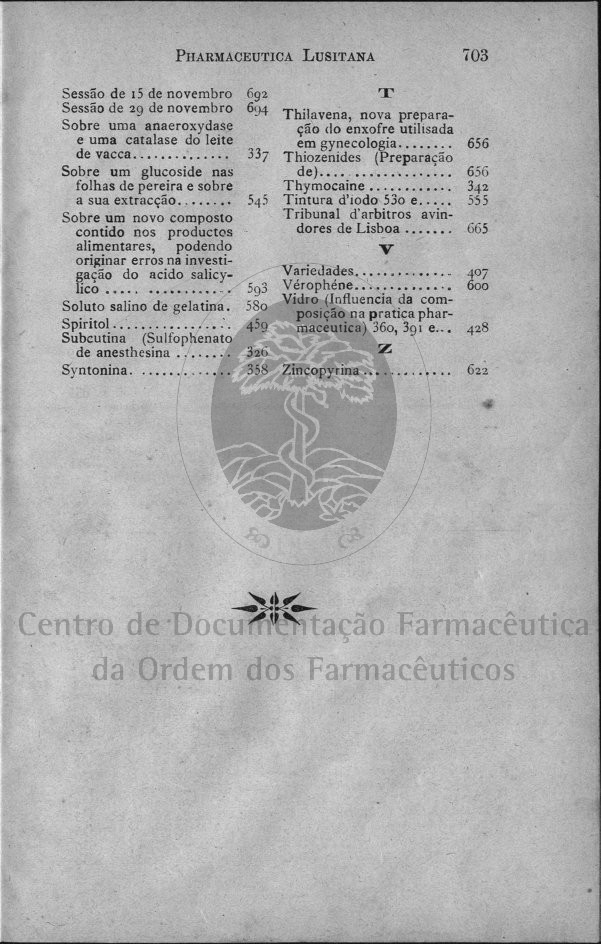 PHARMACEUTICA LUSITANA 703
Sessão de 15 de novembro 692
Sessão de 29 de novembro 694
Sobre uma anaeroxydase
e uma catalase do leite
de vacca.............. 337
Sobre um glucoside nas
folhas de pereira e sobre
a sua extracção........ 545
Sobre um novo composto
contido nos productos
alimentares, podendo
originar erros na investi-
gação do acido salicy-
lico ..... ............ 593
Soluto salino de gelatina. 580
Spiritol................ 459
Subcutina (Sulfophenato
de anesthesina ........ 326
Syntonina. ............. 358
T
Thilavena, nova prepara-
ção do enxofre utilisada
em gynecologia........ 656
Thiozenides (Preparação
de).................... 656
Thymocaine ............ 342
Tintura d'iodo 530 e..... 555
Tribunal d'arbitros avin-
dores de Lisboa ....... 665
V
Variedades.............. 407
Vérophéne.............. 600
Vidro (Influencia da com-
posição na pratica phar-
maceutica) 360, 391 e... 428
Z
Zincopyrina ............. 622
Centro de Documentação Farmacêutica
da Ordem dos Farmacêuticos